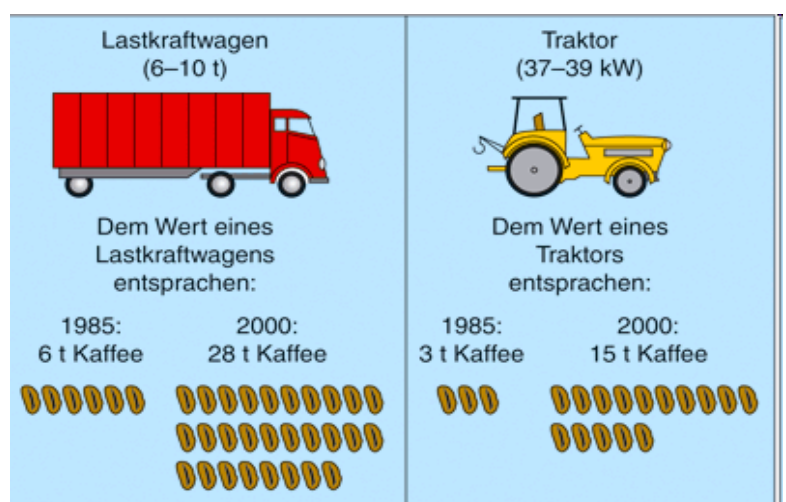 Lastkraftwagen
(6–10 t)
Dem Wert eines
Lastkraftwagens
entsprachen:
1985:
6 t Kaffee
2000:
28 t Kaffee
Traktor
(37–39 kW)
Dem Wert eines
Traktors
entsprachen:
1985:
3 t Kaffee
2000:
15 t Kaffee